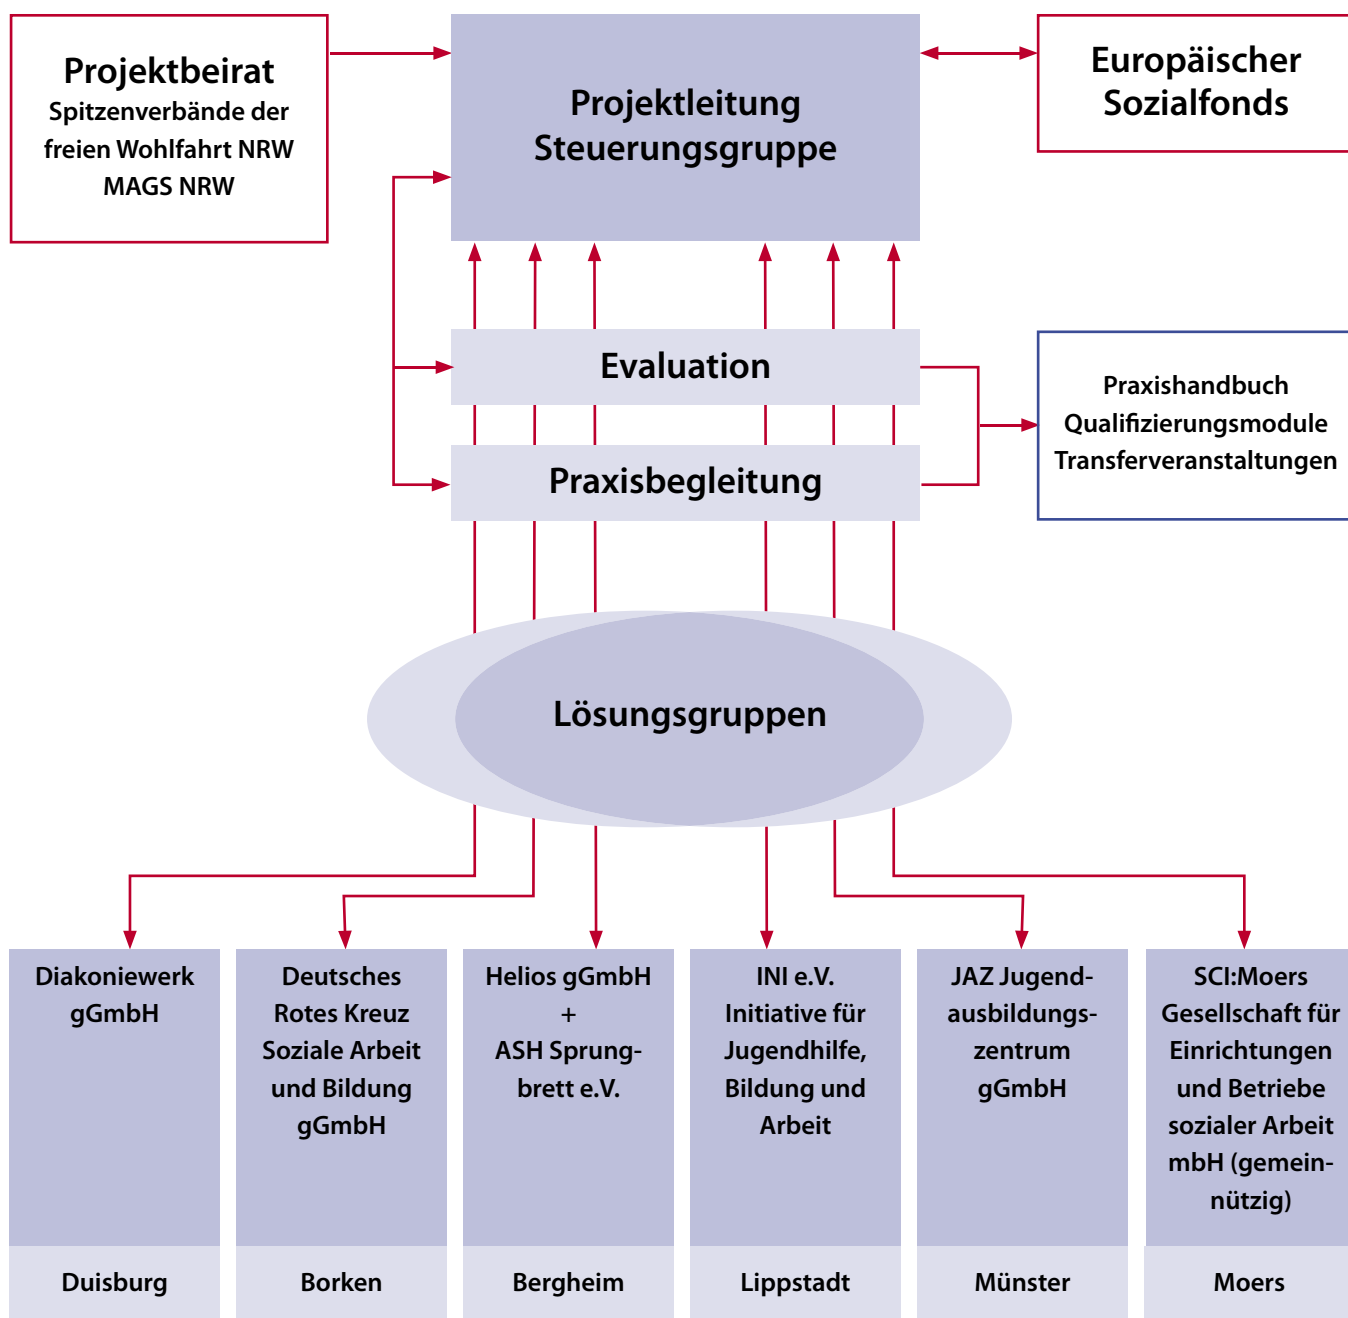 Projektbeirat
Spitzenverbände der
freien Wohlfahrt NRW
MAGS NRW
Projektleitung
Steuerungsgruppe
Europäischer
Sozialfonds
Evaluation
Praxisbegleitung
Praxishandbuch
Qualifizierungsmodule
Transferveranstaltungen
Lösungsgruppen
Diakoniewerk
gGmbH
Duisburg
Deutsches
Rotes Kreuz
Soziale Arbeit
und Bildung
gGmbH
Borken
Helios gGmbH
+
ASH Sprung-
brett e.V.
Bergheim
INI e.V.
Initiative für
Jugendhilfe,
Bildung und
Arbeit
Lippstadt
JAZ Jugend-
ausbildungs-
zentrum
gGmbH
Münster
SCI:Moers
Gesellschaft für
Einrichtungen
und Betriebe
sozialer Arbeit
mbH (gemein-
nützig)
Moers